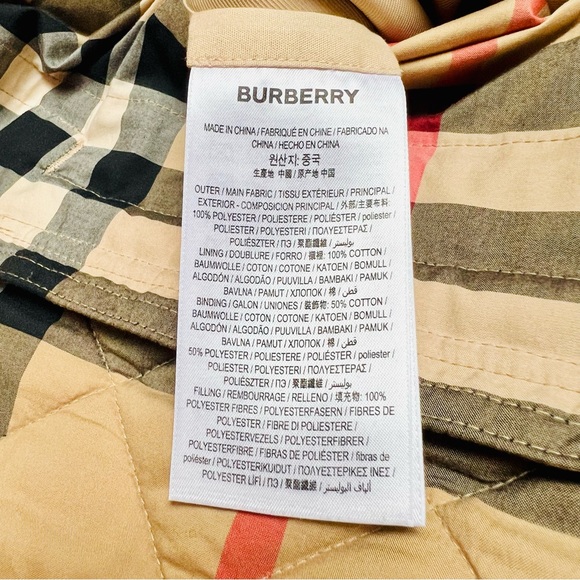 BURBERRY
MADE IN CHINA / FABRIQUÉ EN CHINE / FABRICADO NA
CHINA / HECHO EN CHINA
원산지: 중국
生產地 中國 / 原产地 中国
OUTER / MAIN FABRIC / TISSU EXTÉRIEUR / PRINCIPAL /
EXTERIOR - COMPOSICION PRINCIPAL / 外部/主要布料:
100% POLYESTER / POLIESTERE / POLIÉSTER / poliester /
POLIESTER / POLYESTERI / ΠΟΛΥΕΣΤΕΡΑΣ /
POLIÉSZTER / ПЭ / 聚酯纖維 / بوليستر
LINING / DOUBLURE / FORRO / 襯裡: 100% COTTON /
BAUMWOLLE / COTON / COTONE / KATOEN / BOMULL /
ALGODÓN / ALGODÃO / PUUVILLA / BAMBAKI / PAMUK /
BAVLNA / PAMUT / ХЛОПОК / 棉 / قطن
BINDING / GALON / UNIONES / 裝飾物: 50% COTTON /
BAUMWOLLE / COTON / COTONE / KATOEN / BOMULL /
ALGODÓN / ALGODÃO / PUUVILLA / BAMBAKI / PAMUK /
BAVLNA / PAMUT / ХЛОПОК / 棉 / قطن
50% POLYESTER / POLIESTERE / POLIÉSTER / poliester /
POLIESTER / POLYESTERI / ΠΟΛΥΕΣΤΕΡΑΣ /
POLIÉSZTER / ПЭ / 聚酯纖維 / بوليستر
FILLING / REMBOURRAGE / RELLENO / 填充物: 100%
POLYESTER FIBRES / POLYESTERFASERN / FIBRES DE
POLYESTER / FIBRE DI POLIESTERE /
POLYESTERVEZELS / POLYESTERFIBRER /
POLYESTERFIBRE / FIBRAS DE POLIÉSTER / fibras de
poliéster / POLYESTERIKUIDUT / ΠΟΛΥΕΣΤΕΡΙΚΕΣ ΙΝΕΣ /
POLYESTER LİFİ / ПЭ / 聚酯纖維 / ألياف البوليستر